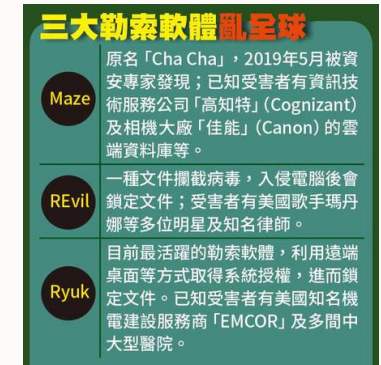 三大勒索軟體亂全球
Maze
原名「Cha Cha」，2019年5月被資
安專家發現；已知受害者有資訊技
術服務公司「高知特」（Cognizant）
及相機大廠「佳能」（Canon）的雲
端資料庫等。
REvil
一種文件攔截病毒，入侵電腦後會
鎖定文件；受害者有美國歌手瑪丹
娜等多位明星及知名律師。
Ryuk
目前最活躍的勒索軟體，利用遠端
桌面等方式取得系統授權，進而鎖
定文件。已知受害者有美國知名機
電建設服務商「EMCOR」及多間中
大型醫院。